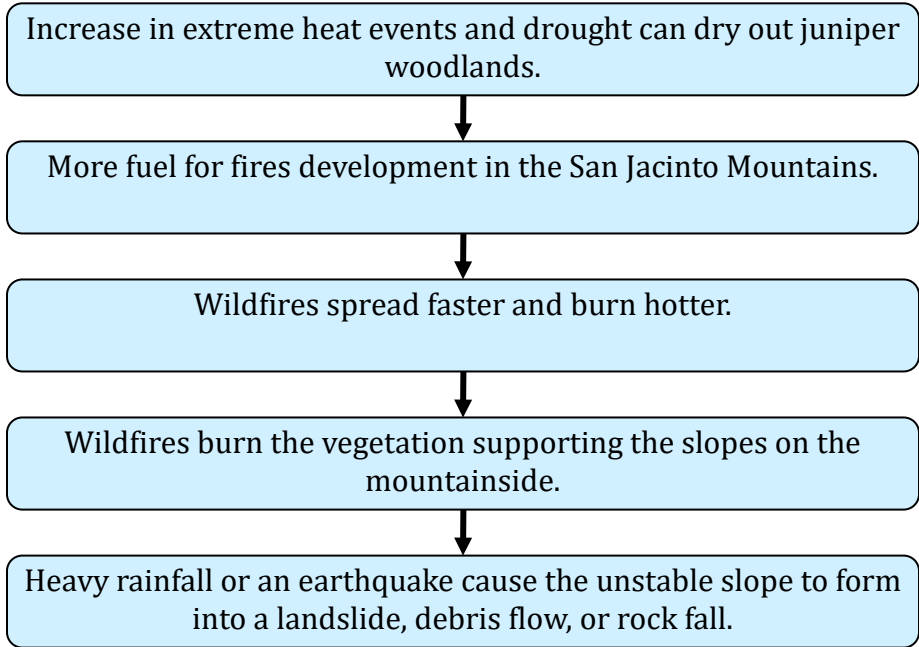 Increase in extreme heat events and drought can dry out juniper
woodlands.
More fuel for fires development in the San Jacinto Mountains.
Wildfires spread faster and burn hotter.
Wildfires burn the vegetation supporting the slopes on the
mountainside.
Heavy rainfall or an earthquake cause the unstable slope to form
into a landslide, debris flow, or rock fall.